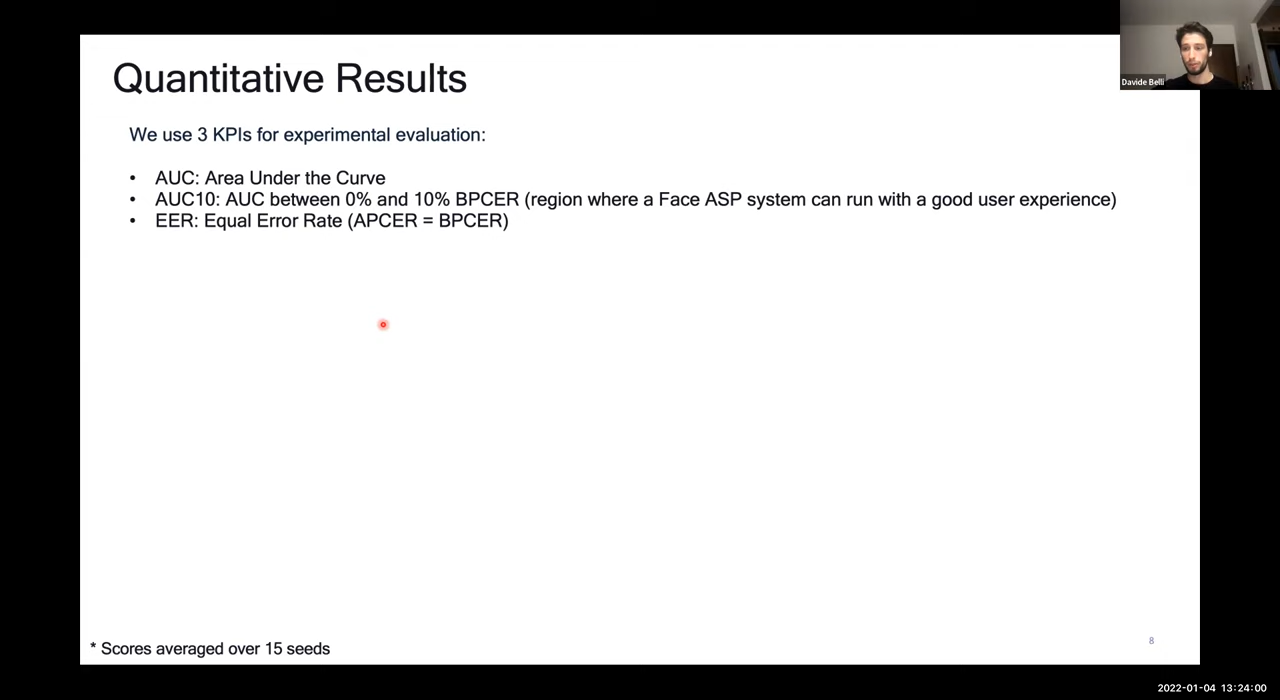 Quantitative Results
Davide Belli
We use 3 KPIs for experimental evaluation:
• AUC: Area Under the Curve
• AUC10: AUC between 0% and 10% BPCER (region where a Face ASP system can run with a good user experience)
• EER: Equal Error Rate (APCER = BPCER)
8
* Scores averaged over 15 seeds
2022-01-04 13:24:00